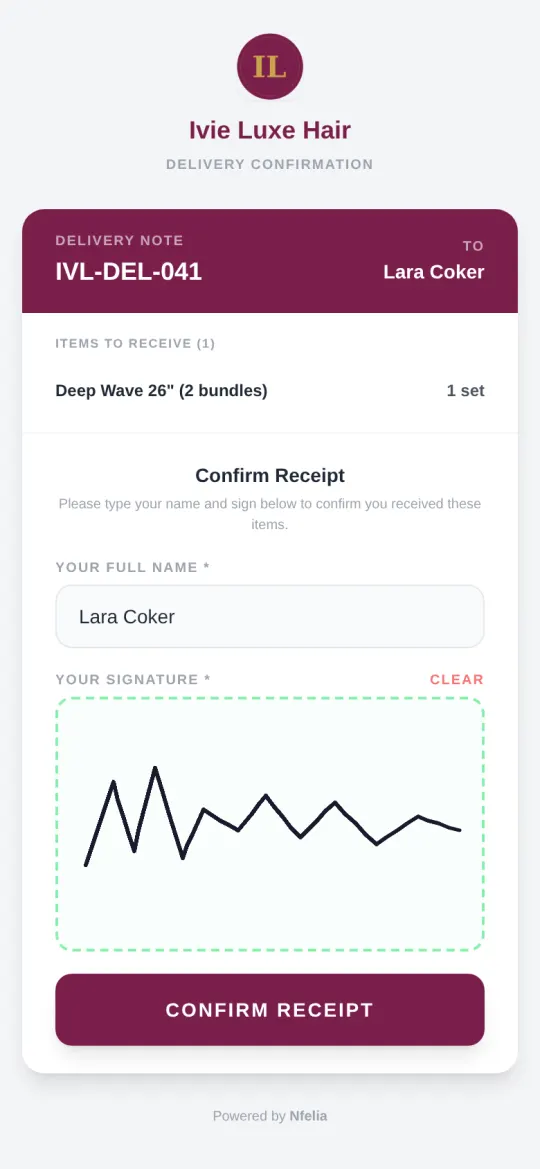 IL
Ivie Luxe Hair
DELIVERY CONFIRMATION
DELIVERY NOTE
IVL-DEL-041
TO
Lara Coker
ITEMS TO RECEIVE (1)
Deep Wave 26" (2 bundles) 1 set
Confirm Receipt
Please type your name and sign below to confirm you received these
items.
YOUR FULL NAME *
Lara Coker
YOUR SIGNATURE * CLEAR
CONFIRM RECEIPT
Powered by Nfelia